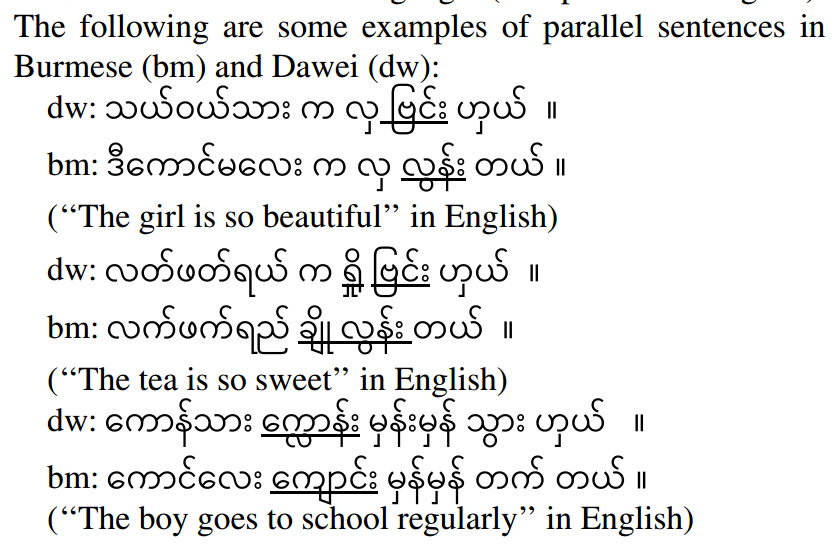 The following are some examples of parallel sentences in
Burmese (bm) and Dawei (dw):
dw: သယ်ဝယ်သား က လှ ဗြင်း ဟှယ် ။
bm: ဒီကောင်မလေး က လှ လွန်း တယ် ။
(‘‘The girl is so beautiful’’ in English)
dw: လတ်ဖတ်ရယ် က ရှို ဗြင်း ဟှယ် ။
bm: လက်ဖက်ရည် ချို လွန်း တယ် ။
(‘‘The tea is so sweet’’ in English)
dw: ကောန်သား က္လောန်း မှန်းမှန် သွား ဟှယ် ။
bm: ကောင်လေး ကျောင်း မှန်မှန် တက် တယ် ။
(‘‘The boy goes to school regularly’’ in English)